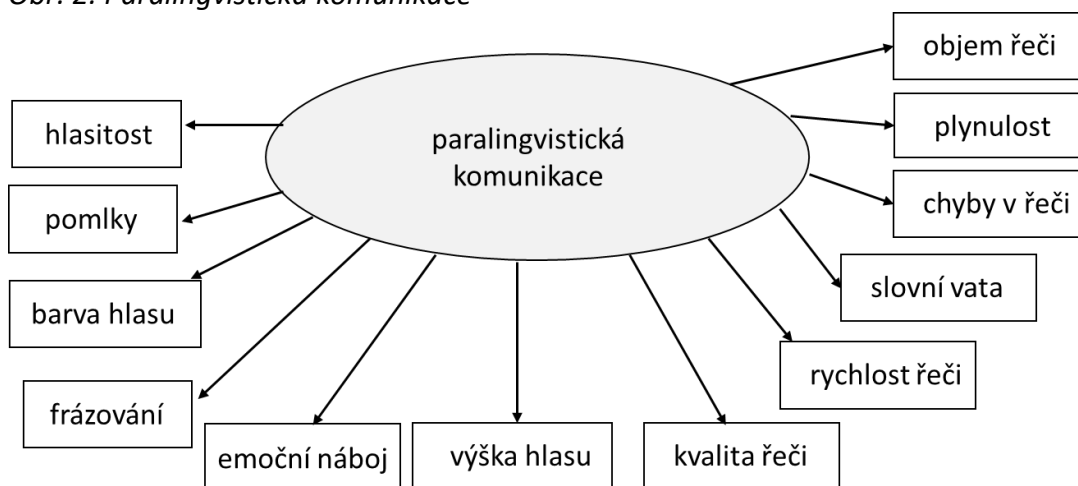 Obr. 2: Paralingvistická komunikace
objem řeči
hlasitost
paralingvistická
komunikace
plynulost
pomlky
chyby v řeči
barva hlasu
slovní vata
frázování
rychlost řeči
emoční náboj
výška hlasu
kvalita řeči